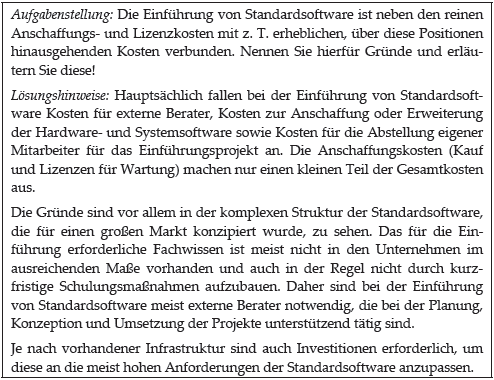 Aufgabenstellung: Die Einführung von Standardsoftware ist neben den reinen
Anschaffungs- und Lizenzkosten mit z. T. erheblichen, über diese Positionen
hinausgehenden Kosten verbunden. Nennen Sie hierfür Gründe und erläu-
tern Sie diese!
Lösungshinweise: Hauptsächlich fallen bei der Einführung von Standardsoft-
ware Kosten für externe Berater, Kosten zur Anschaffung oder Erweiterung
der Hardware- und Systemsoftware sowie Kosten für die Abstellung eigener
Mitarbeiter für das Einführungsprojekt an. Die Anschaffungskosten (Kauf
und Lizenzen für Wartung) machen nur einen kleinen Teil der Gesamtkosten
aus.
Die Gründe sind vor allem in der komplexen Struktur der Standardsoftware,
die für einen großen Markt konzipiert wurde, zu sehen. Das für die Ein-
führung erforderliche Fachwissen ist meist nicht in den Unternehmen im
ausreichenden Maße vorhanden und auch in der Regel nicht durch kurz-
fristige Schulungsmaßnahmen aufzubauen. Daher sind bei der Einführung
von Standardsoftware meist externe Berater notwendig, die bei der Planung,
Konzeption und Umsetzung der Projekte unterstützend tätig sind.
Je nach vorhandener Infrastruktur sind auch Investitionen erforderlich, um
diese an die meist hohen Anforderungen der Standardsoftware anzupassen.